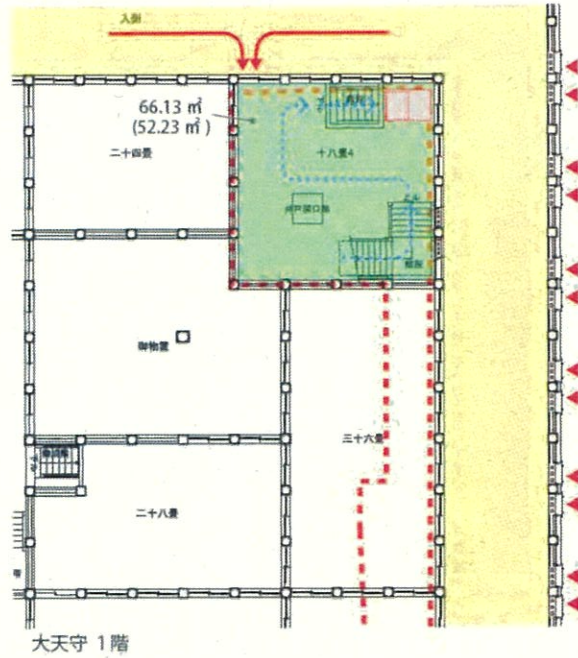 入側
66.13 ㎡
(52.23 ㎡ )
二十四畳
十八畳4
御物置
三十六畳
二十八畳
大天守 1階